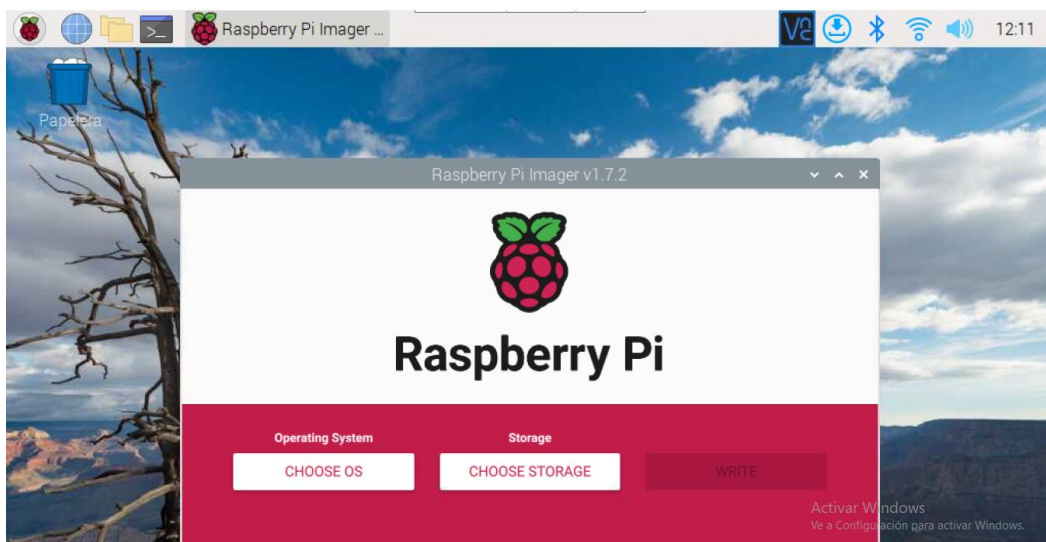 Raspberry Pi Imager ...
12:11
Papelera
Raspberry Pi Imager v1.7.2
Raspberry Pi
Operating System
Storage
CHOOSE OS
CHOOSE STORAGE
WRITE
Activar Windows
Ve a Configuración para activar Windows.